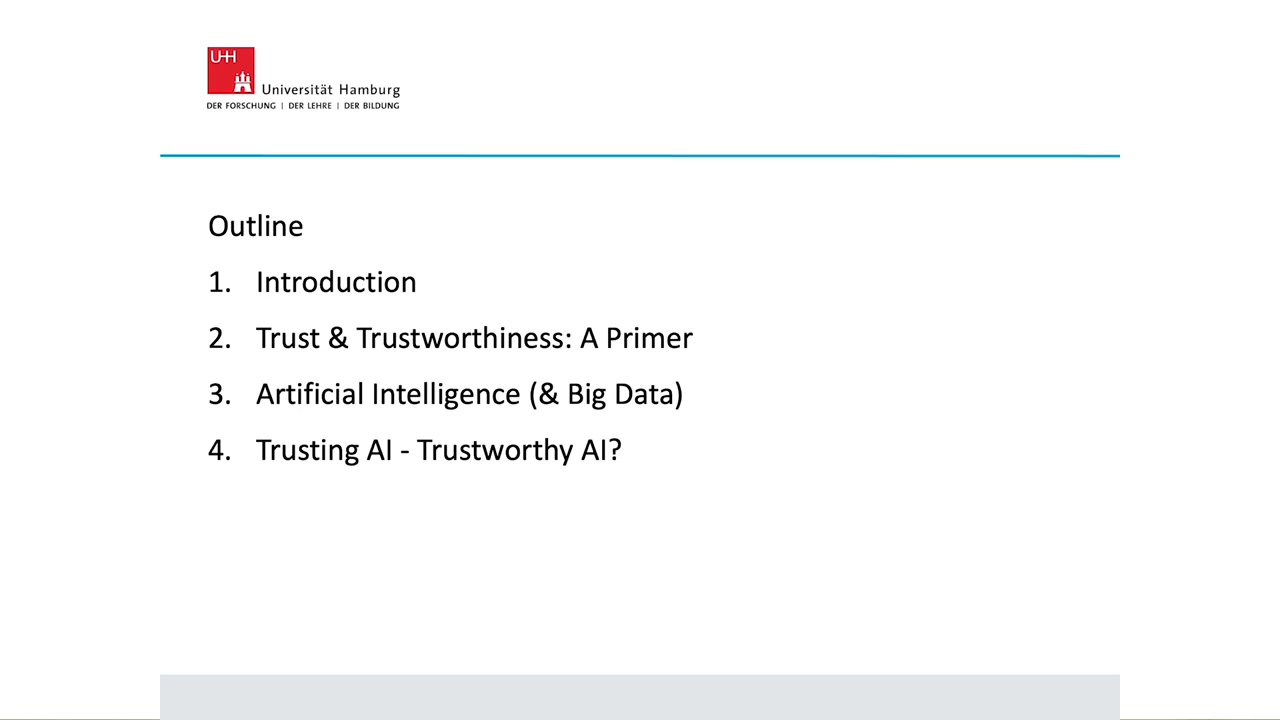 UHH
Universität Hamburg
DER FORSCHUNG | DER LEHRE | DER BILDUNG
Outline
1. Introduction
2. Trust & Trustworthiness: A Primer
3. Artificial Intelligence (& Big Data)
4. Trusting AI - Trustworthy AI?